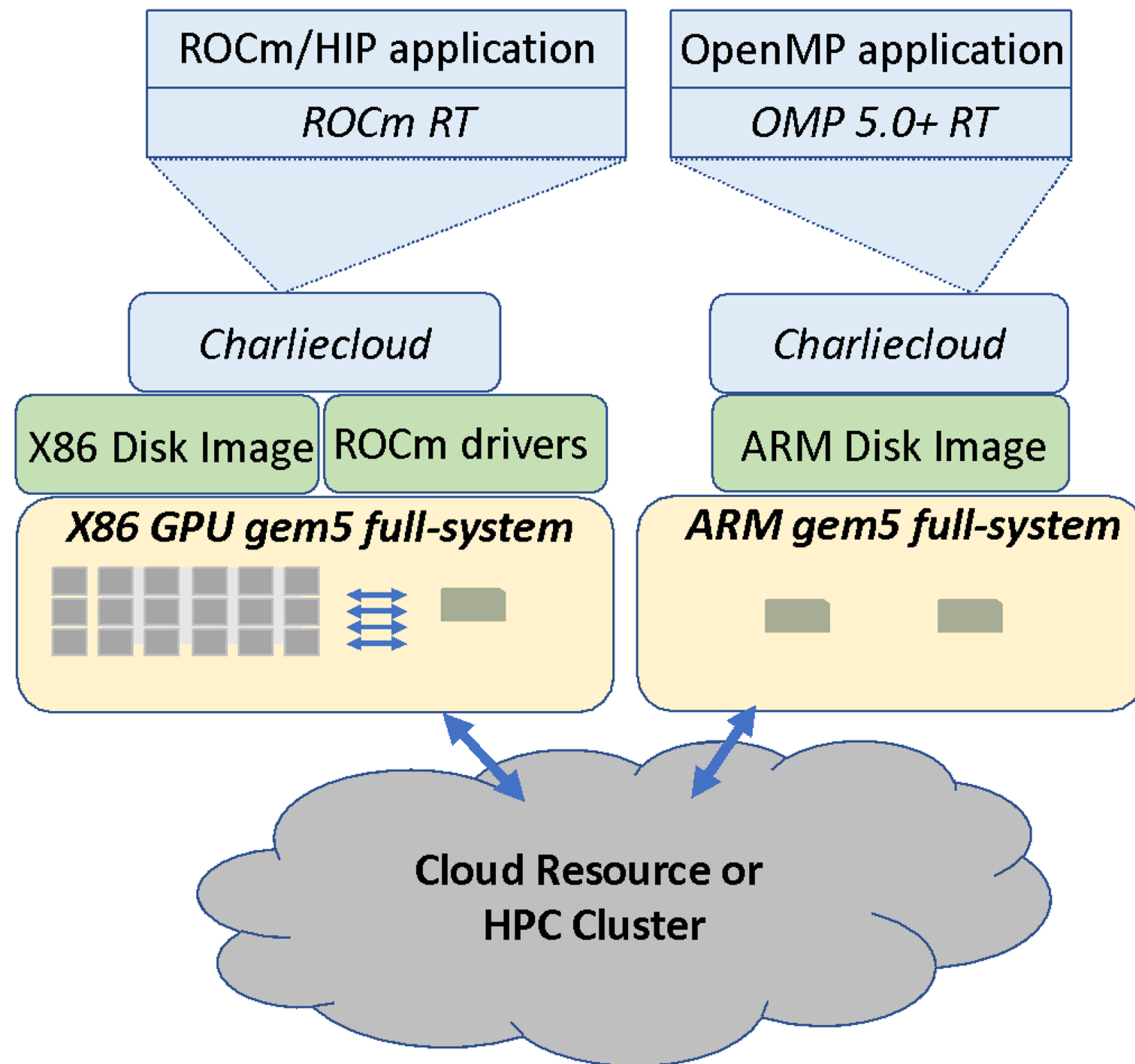 ROCm/HIP application
ROCm RT
OpenMP application
OMP 5.0+ RT
Charliecloud
Charliecloud
X86 Disk Image
ROCm drivers
ARM Disk Image
X86 GPU gem5 full-system
ARM gem5 full-system
Cloud Resource or
HPC Cluster